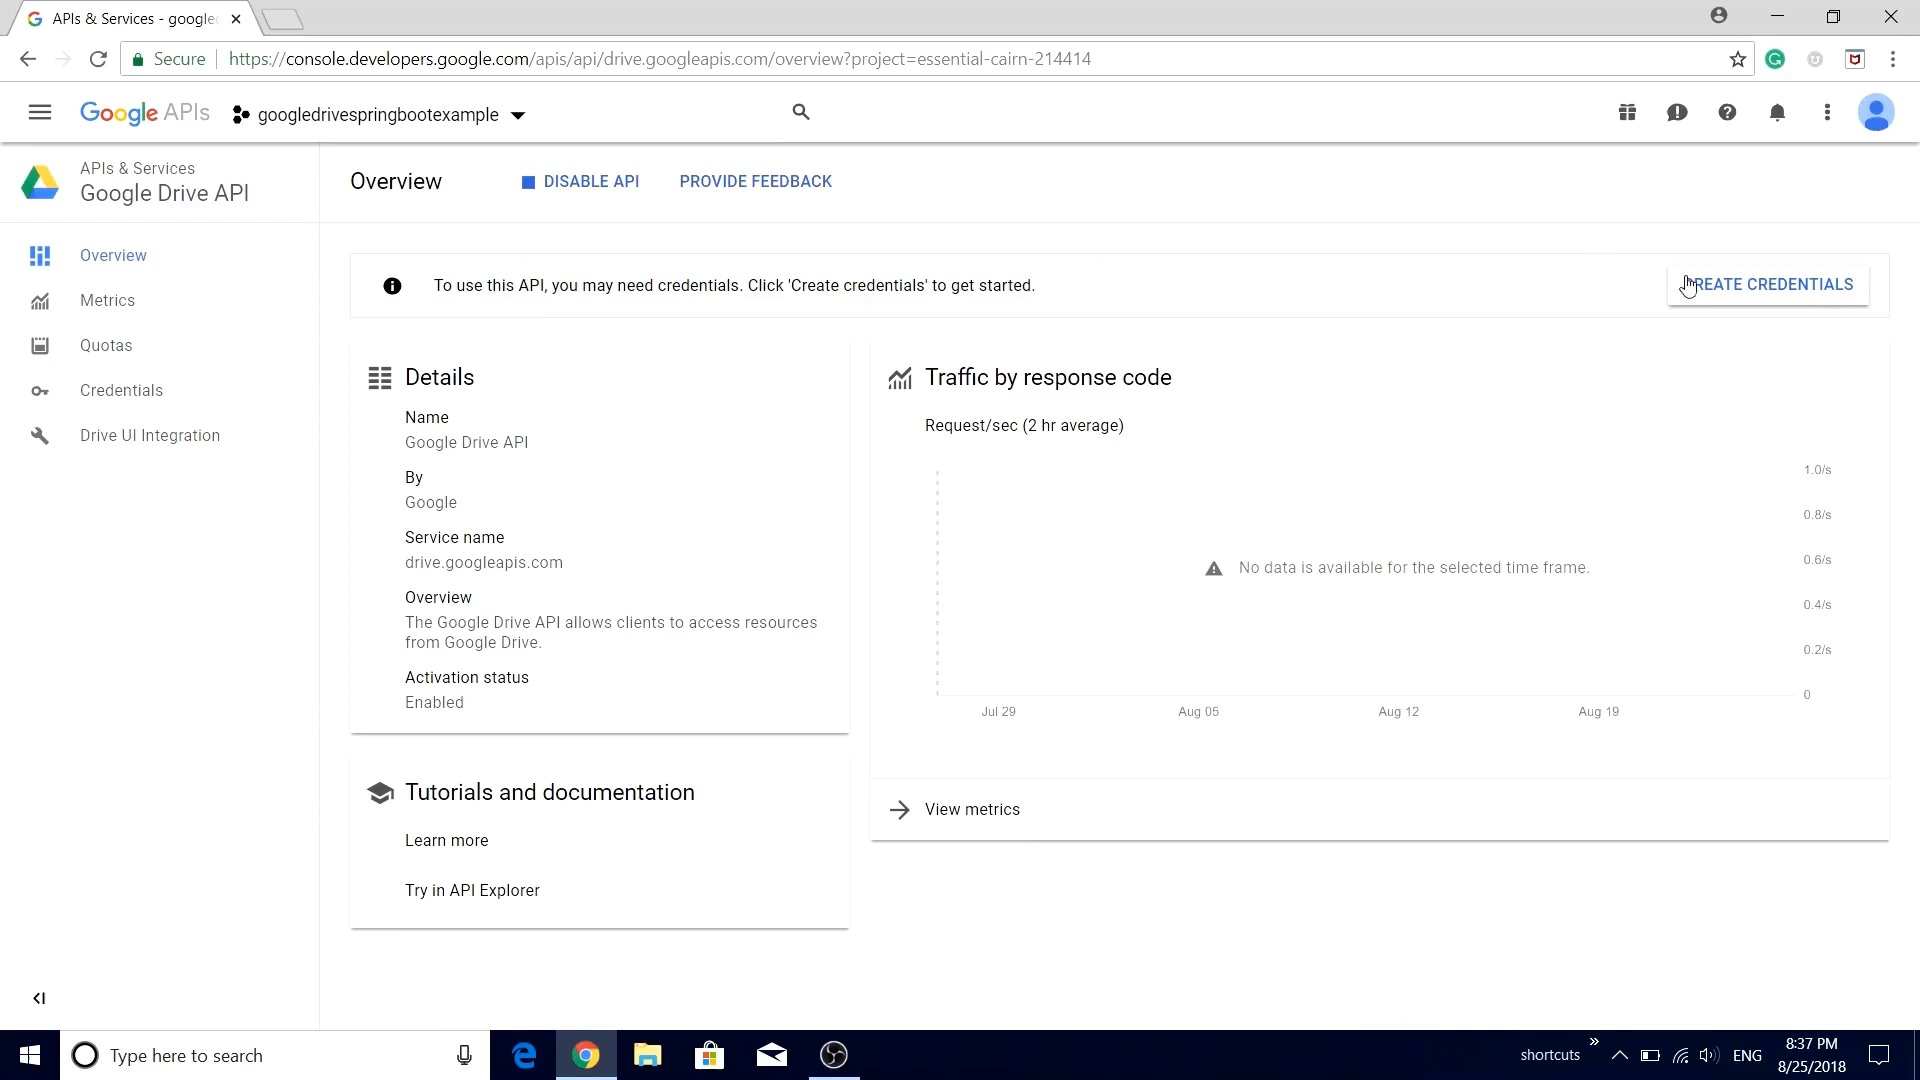 APIs & Services - google
Secure
https://console.developers.google.com/apis/api/drive.googleapis.com/overview?project=essential-cairn-214414
Google APIs
googledrivespringbootexample
APIs & Services
Google Drive API
Overview
DISABLE API
PROVIDE FEEDBACK
Overview
Metrics
Quotas
Credentials
Drive UI Integration
To use this API, you may need credentials. Click 'Create credentials' to get started.
REATE CREDENTIALS
Details
Name
Google Drive API
By
Google
Service name
drive.googleapis.com
Overview
The Google Drive API allows clients to access resources
from Google Drive.
Activation status
Enabled
Traffic by response code
Request/sec (2 hr average)
1.0/s
0.8/s
0.6/s
0.4/s
0.2/s
0
No data is available for the selected time frame.
Jul 29
Aug 05
Aug 12
Aug 19
View metrics
Tutorials and documentation
Learn more
Try in API Explorer
Type here to search
shortcuts
ENG
8:37 PM
8/25/2018